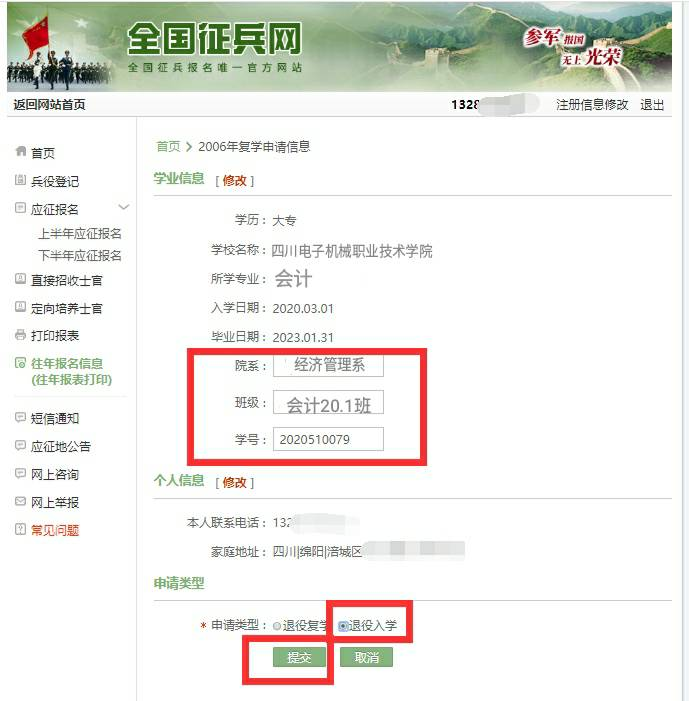 全国征兵网
全国征兵报名唯一官方网站
参军报国
无上光荣
返回网站首页
1328
注册信息修改 退出
首页
兵役登记
应征报名
上半年应征报名
下半年应征报名
直接招收士官
定向培养士官
打印报表
往年报名信息
(往年报表打印)
短信通知
应征地公告
网上咨询
网上举报
常见问题
首页 > 2006年复学申请信息
学业信息 [ 修改 ]
学历： 大专
学校名称： 四川电子机械职业技术学院
所学专业： 会计
入学日期： 2020.03.01
毕业日期： 2023.01.31
院系： 经济管理系
班级： 会计20.1班
学号： 2020510079
个人信息 [ 修改 ]
本人联系电话： 132
家庭地址： 四川|绵阳|涪城区
申请类型
* 申请类型： 退役复学 退役入学
提交 取消